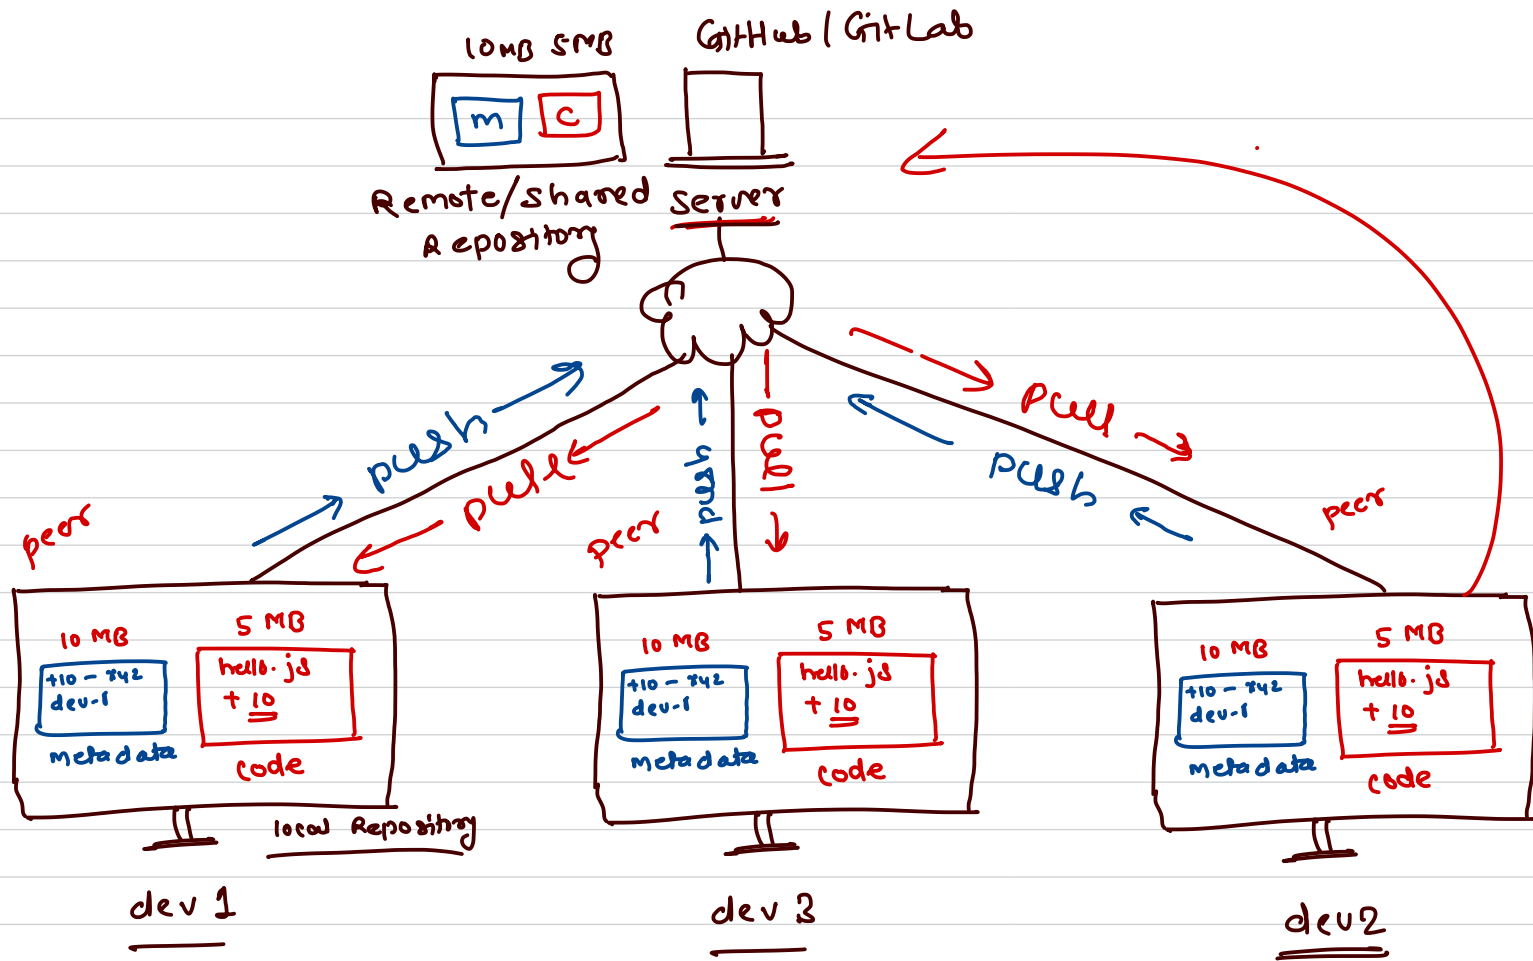 10MB 5MB
GitHub / GitLab
m
c
Remote/shared
Repository
server
push
pull
push
pull
pull
push
peer
peer
peer
10 MB
5 MB
+10 - xyz
dev-1
hello.js
+ 10
metadata
code
local Repository
dev 1
10 MB
5 MB
+10 - xyz
dev-1
hello.js
+ 10
metadata
code
dev 3
10 MB
5 MB
+10 - xyz
dev-1
hello.js
+ 10
metadata
code
dev2